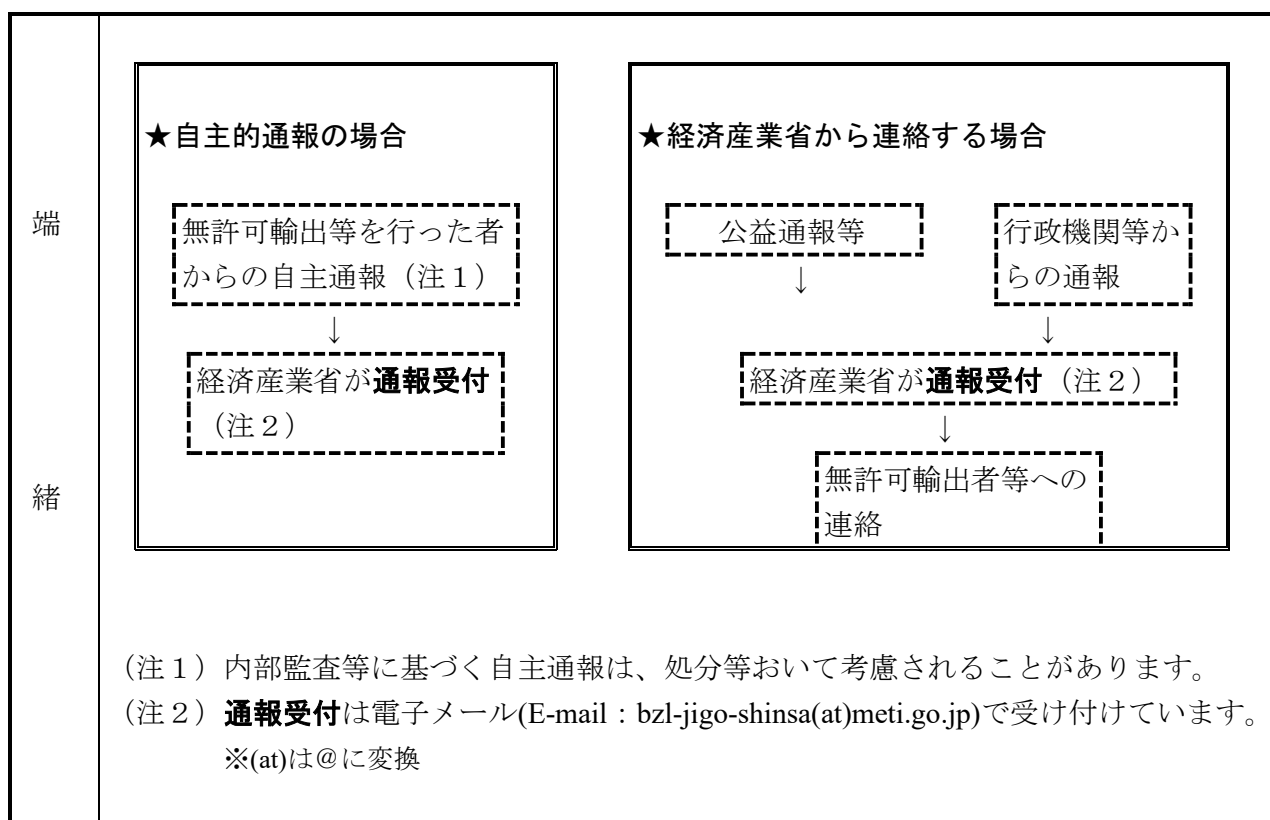 端
緒
★自主的通報の場合
無許可輸出等を行った者
からの自主通報（注１）
↓
経済産業省が通報受付
（注２）
★経済産業省から連絡する場合
公益通報等
↓
行政機関等か
らの通報
↓
経済産業省が通報受付（注２）
↓
無許可輸出者等への
連絡
（注１）内部監査等に基づく自主通報は、処分等おいて考慮されることがあります。
（注２）通報受付は電子メール(E-mail：bzl-jigo-shinsa(at)meti.go.jp)で受け付けています。
※(at)は＠に変換